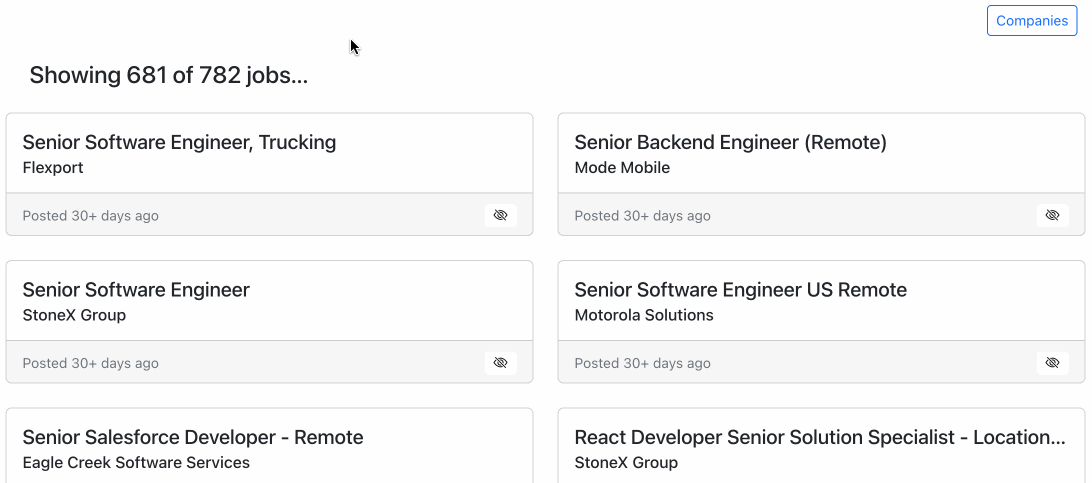 Companies
Showing 681 of 782 jobs...
Senior Software Engineer, Trucking
Flexport
Posted 30+ days ago
Senior Backend Engineer (Remote)
Mode Mobile
Posted 30+ days ago
Senior Software Engineer
StoneX Group
Posted 30+ days ago
Senior Software Engineer US Remote
Motorola Solutions
Posted 30+ days ago
Senior Salesforce Developer - Remote
Eagle Creek Software Services
React Developer Senior Solution Specialist - Location...
StoneX Group